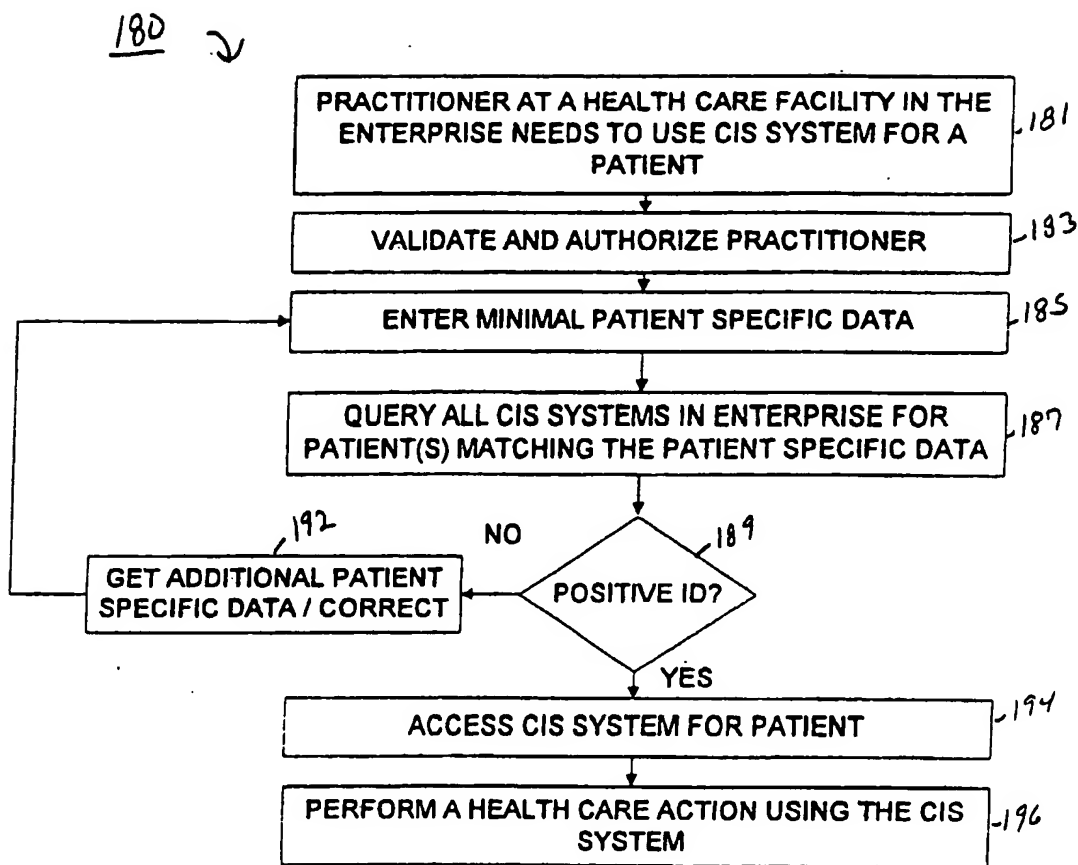 180
PRACTITIONER AT A HEALTH CARE FACILITY IN THE
ENTERPRISE NEEDS TO USE CIS SYSTEM FOR A
PATIENT
181
VALIDATE AND AUTHORIZE PRACTITIONER
183
ENTER MINIMAL PATIENT SPECIFIC DATA
185
QUERY ALL CIS SYSTEMS IN ENTERPRISE FOR
PATIENT(S) MATCHING THE PATIENT SPECIFIC DATA
187
192
NO
189
GET ADDITIONAL PATIENT
SPECIFIC DATA / CORRECT
POSITIVE ID?
YES
ACCESS CIS SYSTEM FOR PATIENT
194
PERFORM A HEALTH CARE ACTION USING THE CIS
SYSTEM
196